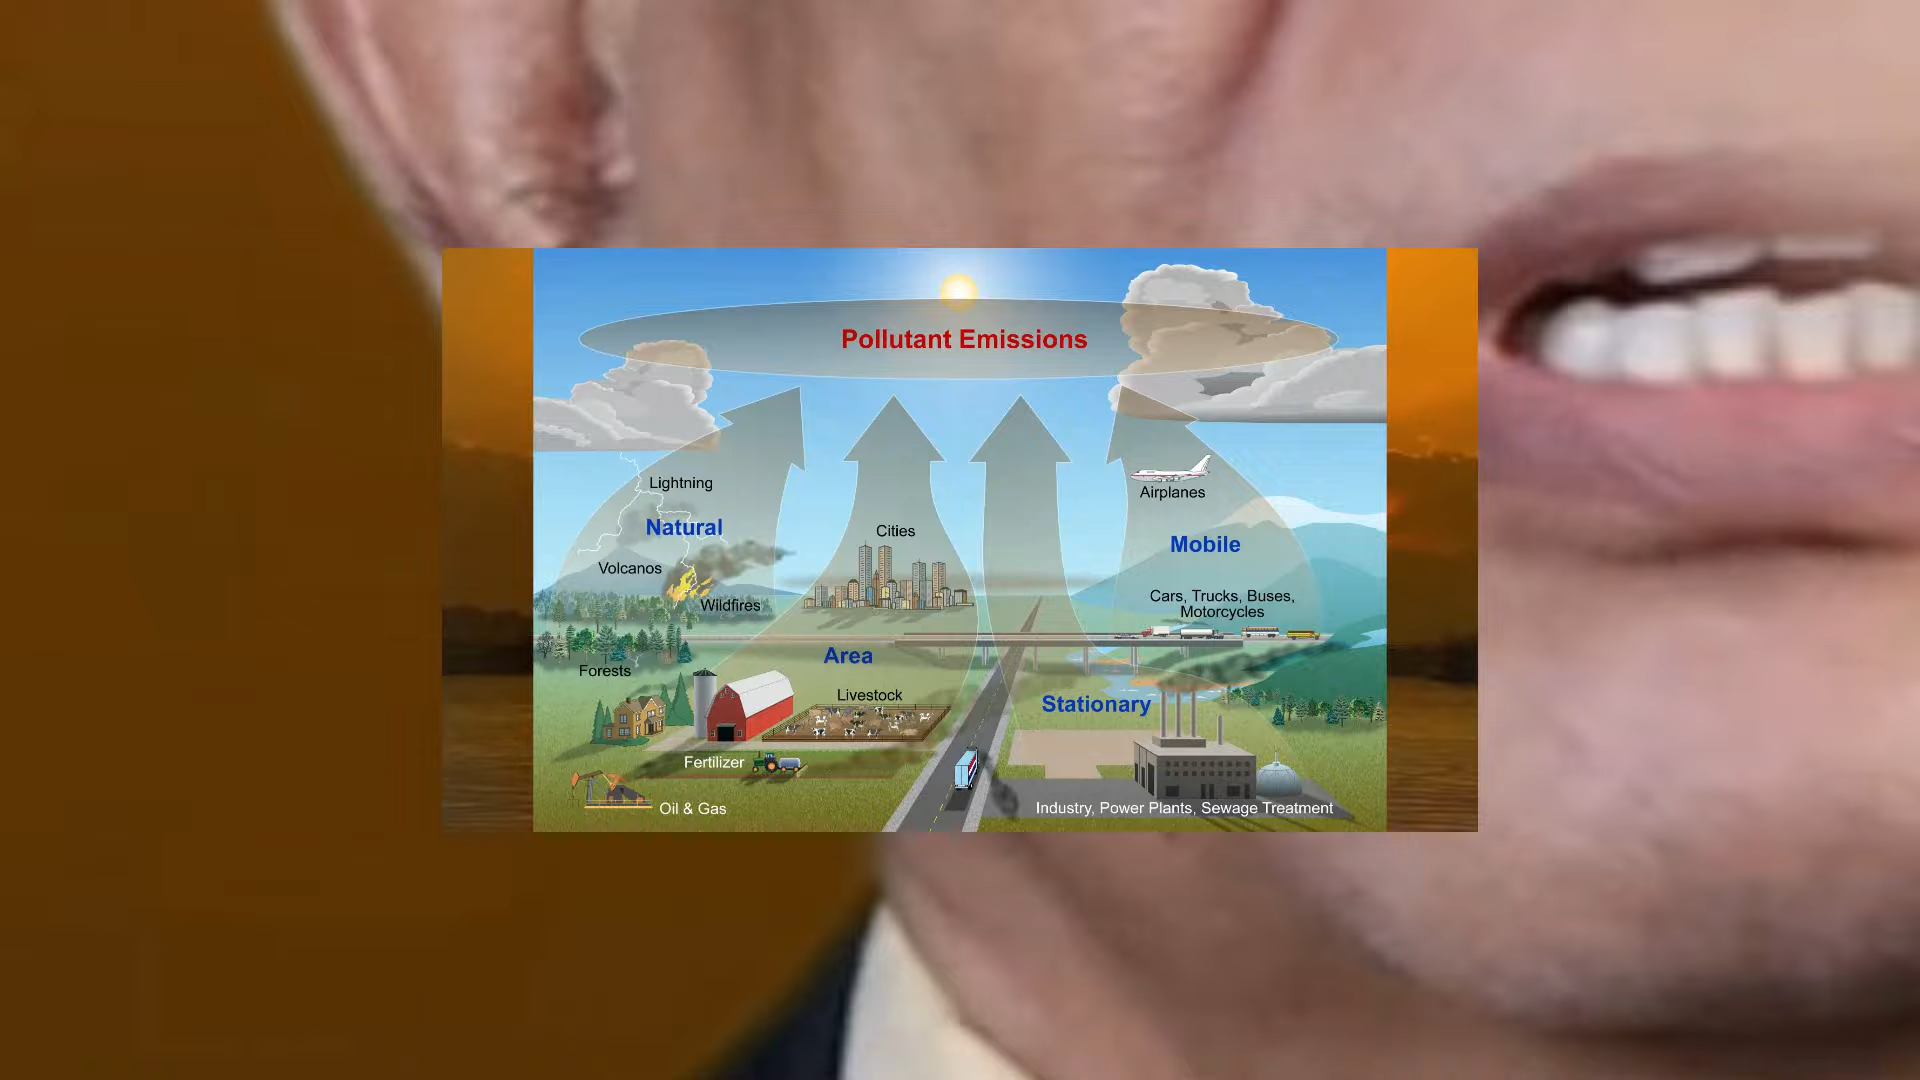 Pollutant Emissions
Lightning
Natural
Volcanos
Wildfires
Forests
Cities
Area
Livestock
Fertilizer
Oil & Gas
Airplanes
Mobile
Cars, Trucks, Buses,
Motorcycles
Stationary
Industry, Power Plants, Sewage Treatment